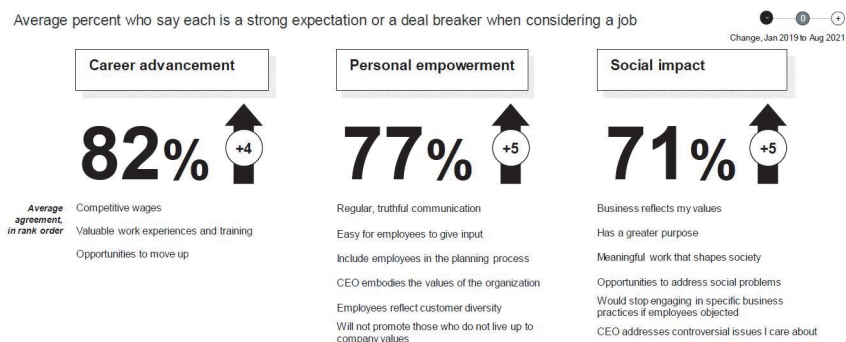 Average percent who say each is a strong expectation or a deal breaker when considering a job
- 0 +
Change, Jan 2019 to Aug 2021
Career advancement
82%
+4
Personal empowerment
77%
+5
Social impact
71%
+5
Average
agreement,
in rank order
Competitive wages
Valuable work experiences and training
Opportunities to move up
Regular, truthful communication
Easy for employees to give input
Include employees in the planning process
CEO embodies the values of the organization
Employees reflect customer diversity
Will not promote those who do not live up to
company values
Business reflects my values
Has a greater purpose
Meaningful work that shapes society
Opportunities to address social problems
Would stop engaging in specific business
practices if employees objected
CEO addresses controversial issues I care about